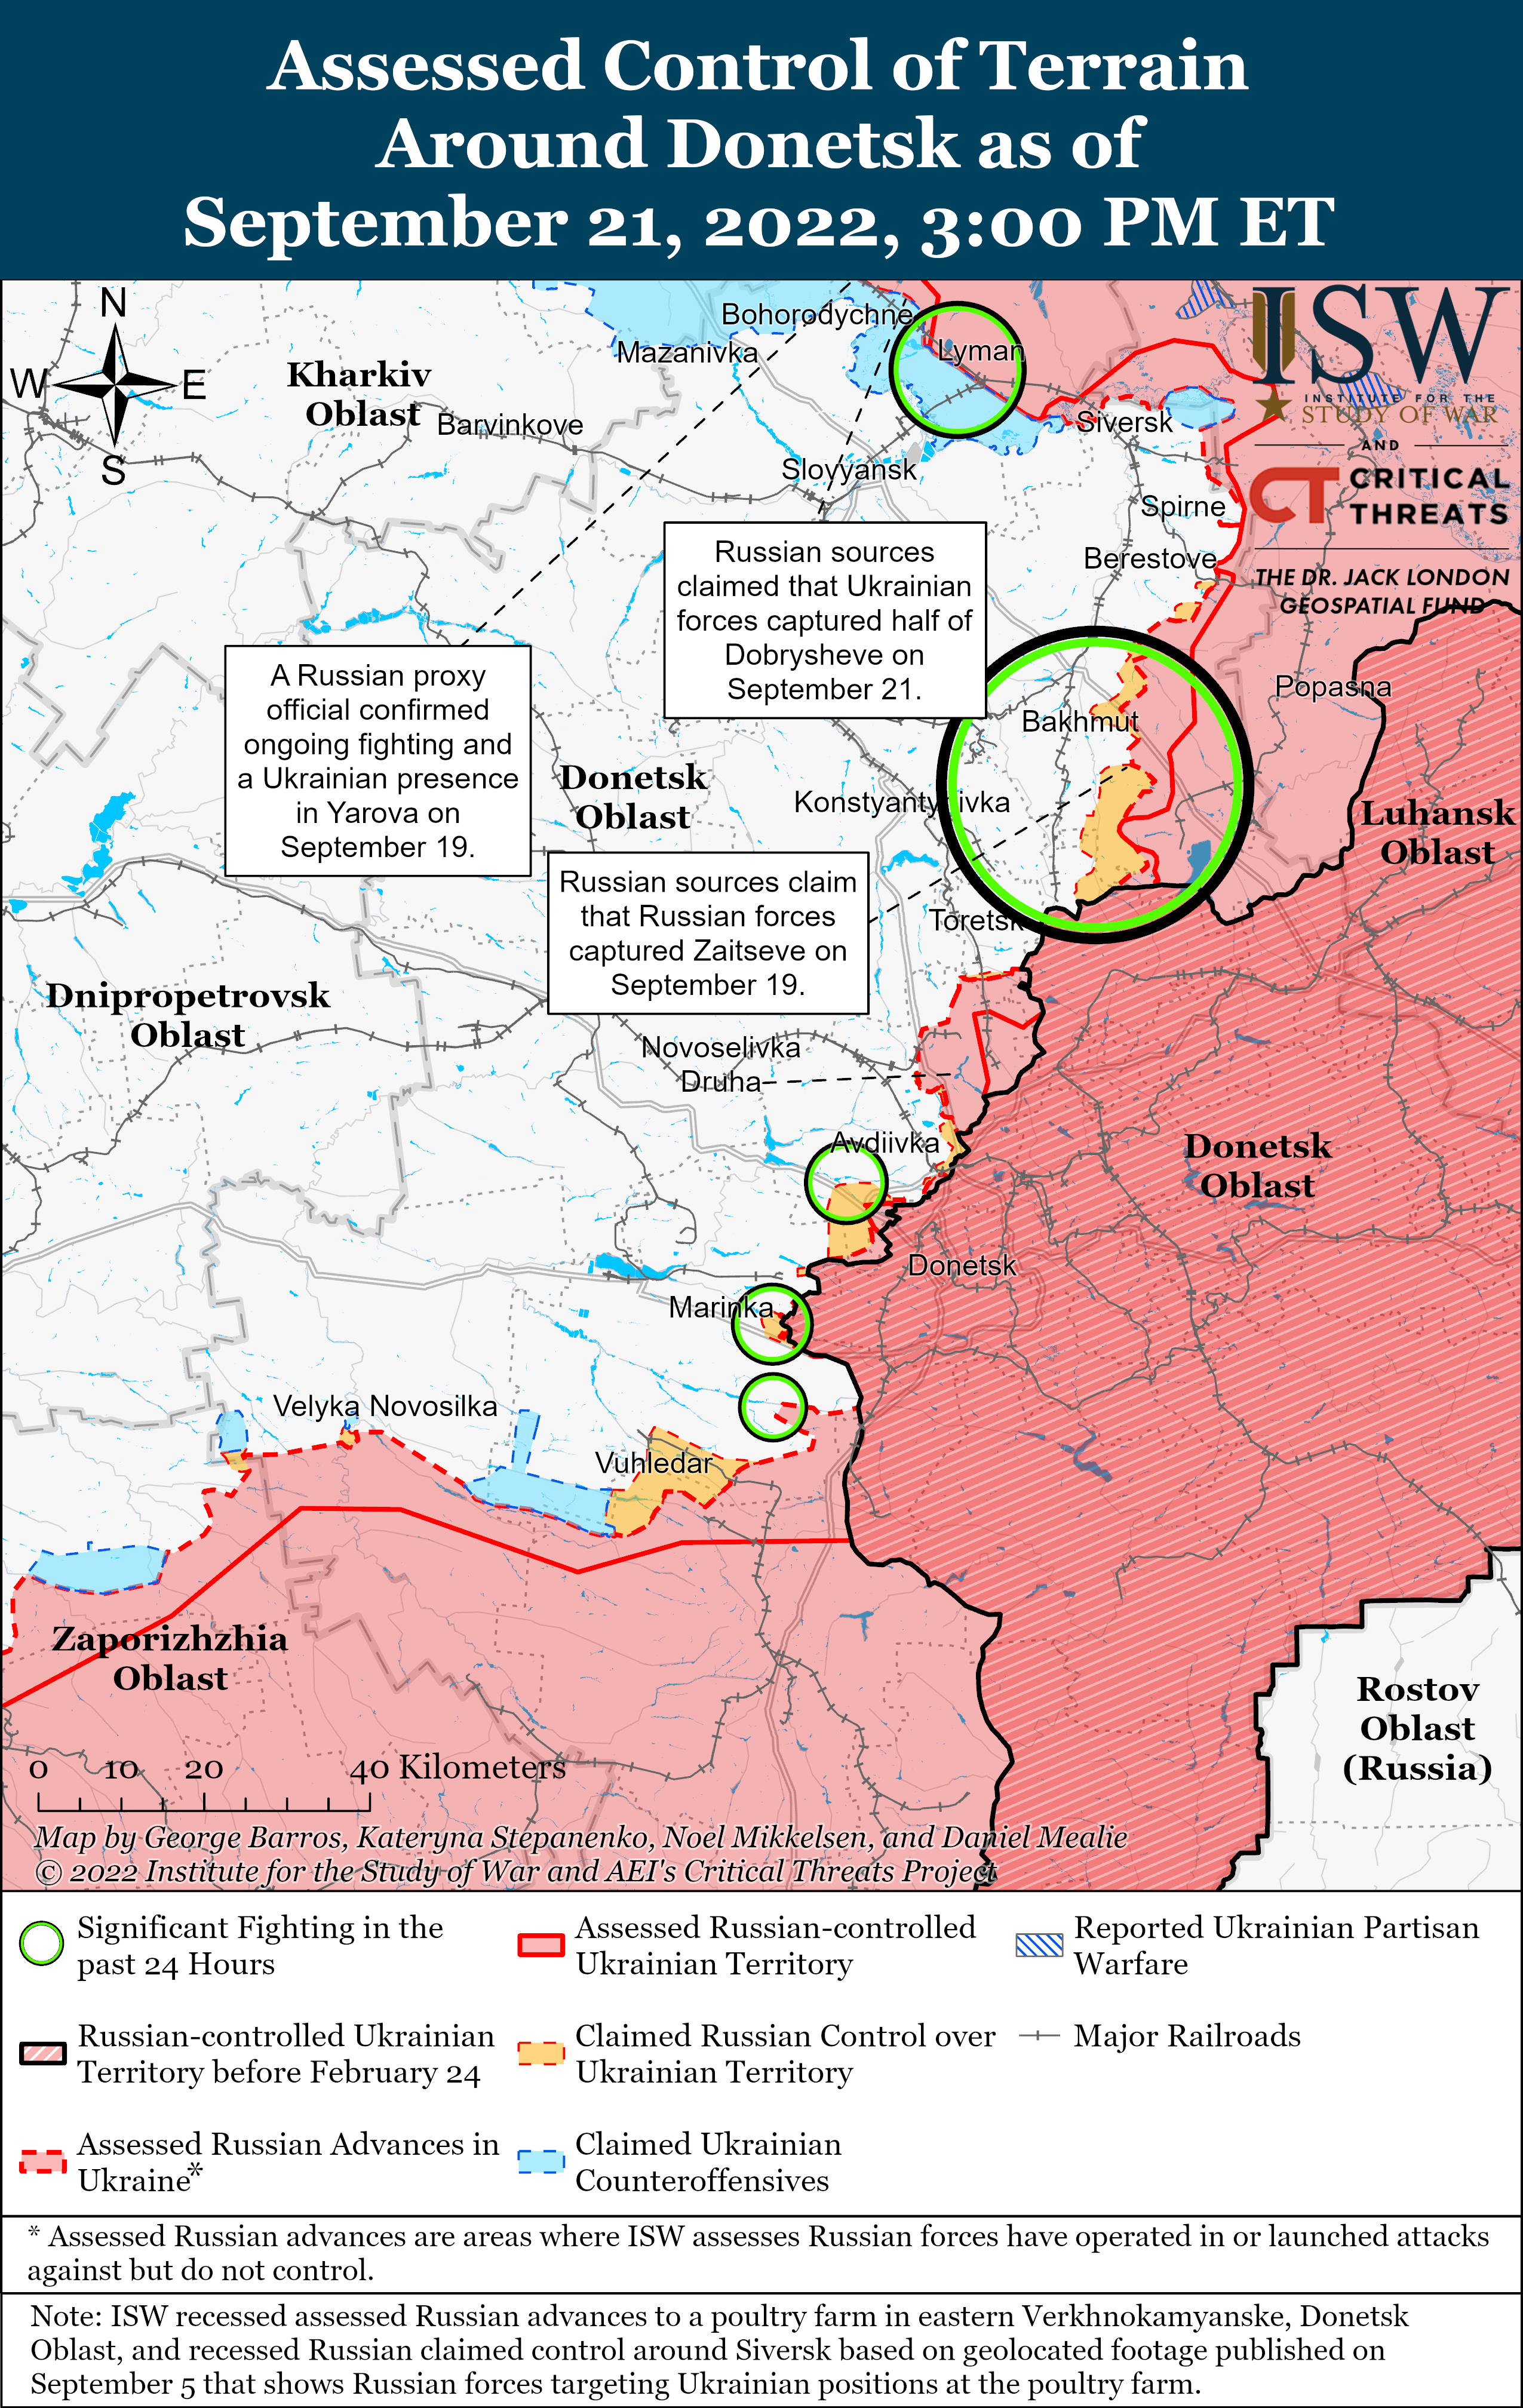 Assessed Control of Terrain
Around Donetsk as of
September 21, 2022, 3:00 PM ET
N
W
E
S
ISW
INSTITUTE FOR THE
STUDY OF WAR
AND
CT CRITICAL
THREATS
THE DR. JACK LONDON
GEOSPATIAL FUND
Bohorodychne
Mazanivka
Lyman
Kharkiv
Oblast
Barvinkove
Siversk
Slovyansk
Spirne
Berestove
Russian sources
claimed that Ukrainian
forces captured half of
Dobrysheve on
September 21.
A Russian proxy
official confirmed
ongoing fighting and
a Ukrainian presence
in Yarova on
September 19.
Popasna
Bakhmut
Donetsk
Oblast
Konstyantynivka
Luhansk
Oblast
Russian sources claim
that Russian forces
captured Zaitseve on
September 19.
Toretsk
Dnipropetrovsk
Oblast
Novoselivka
Druha
Avdiivka
Donetsk
Oblast
Donetsk
Marinka
Velyka Novosilka
Vuhledar
Zaporizhzhia
Oblast
Rostov
Oblast
(Russia)
0 10 20 40 Kilometers
Map by George Barros, Kateryna Stepanenko, Noel Mikkelsen, and Daniel Mealie
© 2022 Institute for the Study of War and AEI's Critical Threats Project
Significant Fighting in the
past 24 Hours
Russian-controlled Ukrainian
Territory before February 24
Assessed Russian Advances in
Ukraine*
Assessed Russian-controlled
Ukrainian Territory
Claimed Russian Control over
Ukrainian Territory
Claimed Ukrainian
Counteroffensives
Reported Ukrainian Partisan
Warfare
Major Railroads
* Assessed Russian advances are areas where ISW assesses Russian forces have operated in or launched attacks
against but do not control.
Note: ISW recessed assessed Russian advances to a poultry farm in eastern Verkhnokamyanske, Donetsk
Oblast, and recessed Russian claimed control around Siversk based on geolocated footage published on
September 5 that shows Russian forces targeting Ukrainian positions at the poultry farm.